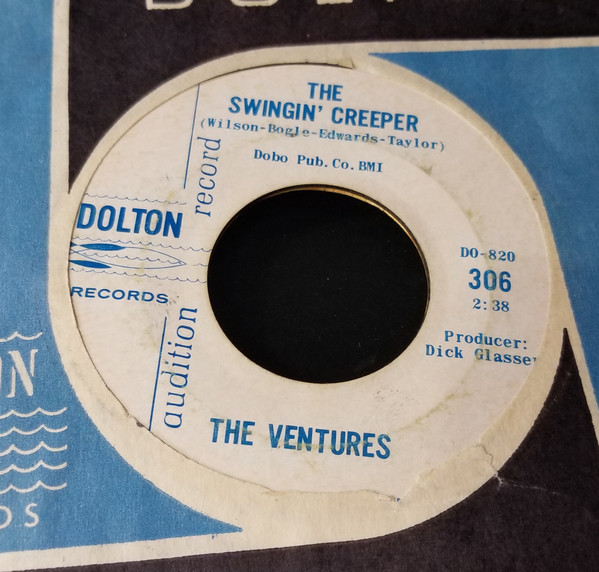 THE
SWINGIN' CREEPER
(Wilson-Bogle-Edwards-Taylor)
Dobo Pub. Co. BMI
audition record
DOLTON
RECORDS
DO-820
306
2:38
Producer:
Dick Glasser
THE VENTURES